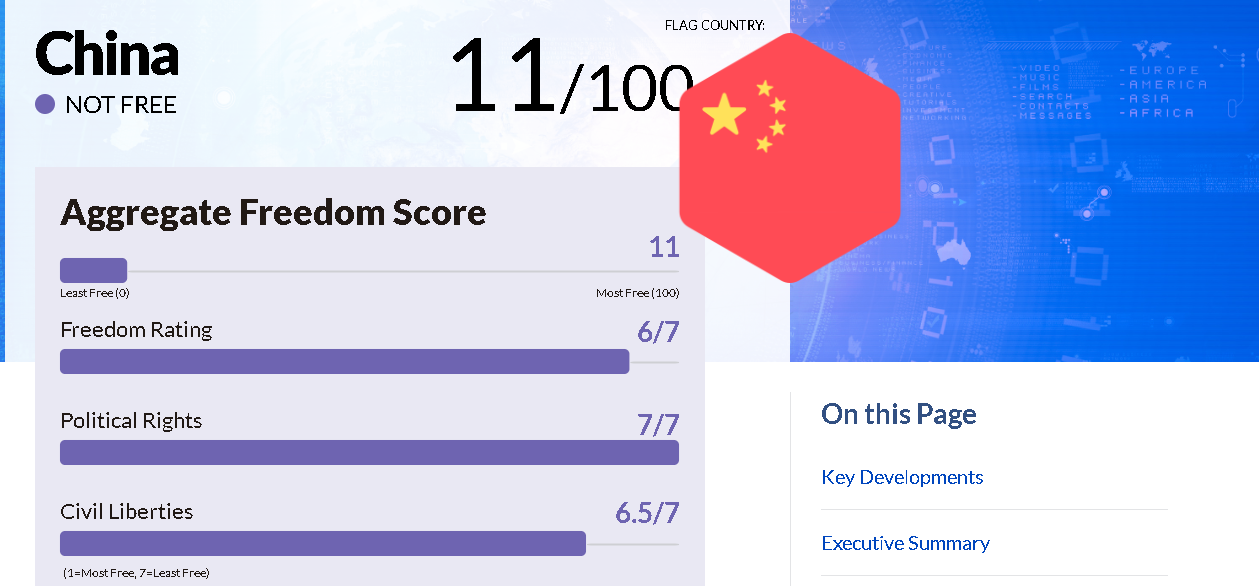 FLAG COUNTRY:
China
11/100
NOT FREE
Aggregate Freedom Score
11
Least Free (0)
Most Free (100)
Freedom Rating
6/7
Political Rights
7/7
Civil Liberties
6.5/7
(1=Most Free, 7=Least Free)
-VIDEO
-MUSIC
-FILMS
-SEARCH
-CONTACTS
-MESSAGES
-EUROPE
-AMERICA
-ASIA
-AFRICA
On this Page
Key Developments
Executive Summary